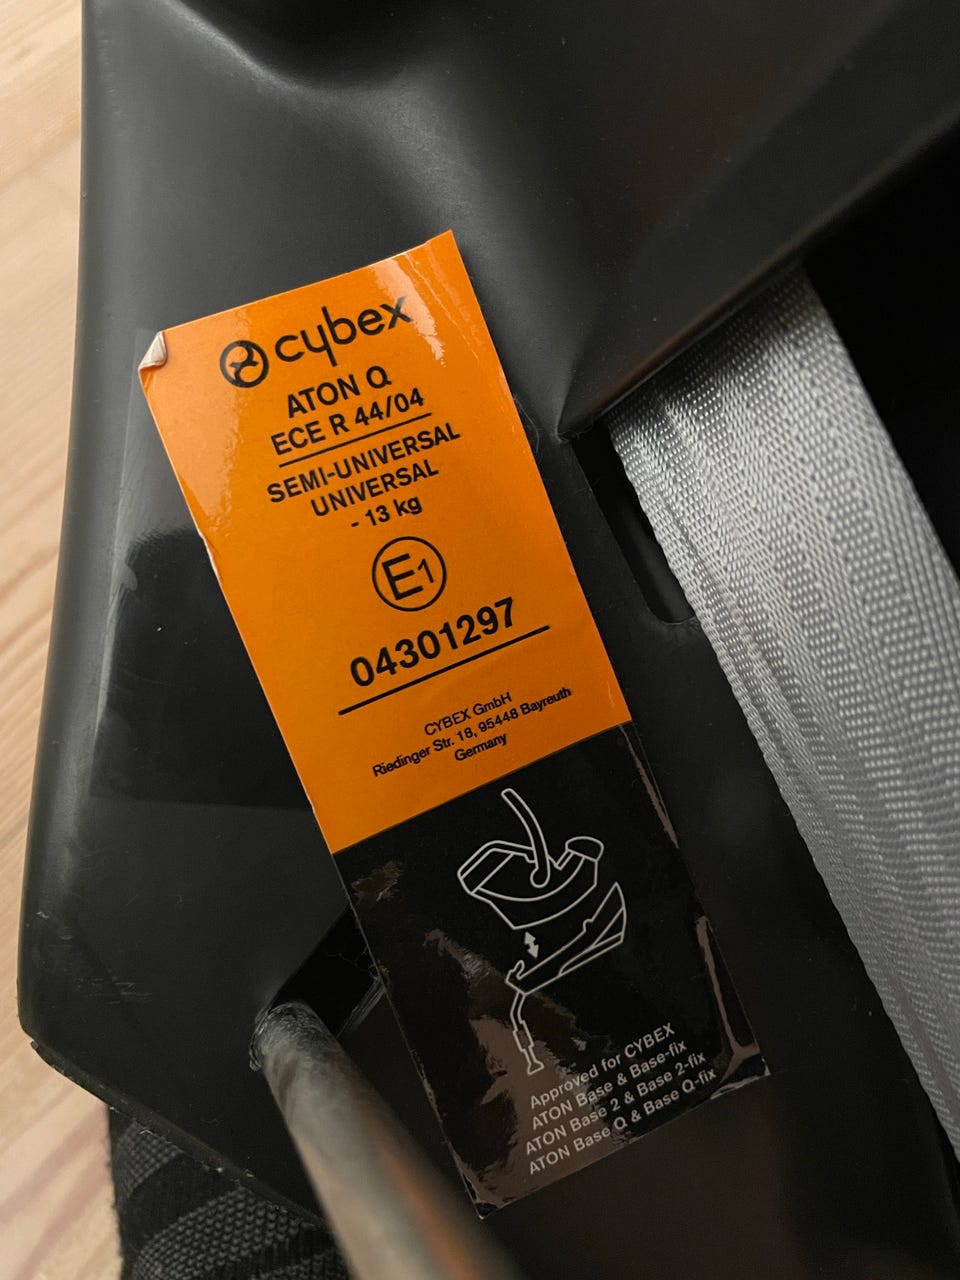 cybex
ATON Q
ECE R 44/04
SEMI-UNIVERSAL
UNIVERSAL
- 13 kg
E1
04301297
CYBEX GmbH
Riedinger Str. 18, 95448 Bayreuth
Germany
Approved for CYBEX
ATON Base & Base-fix
ATON Base 2 & Base 2-fix
ATON Base Q & Base Q-fix